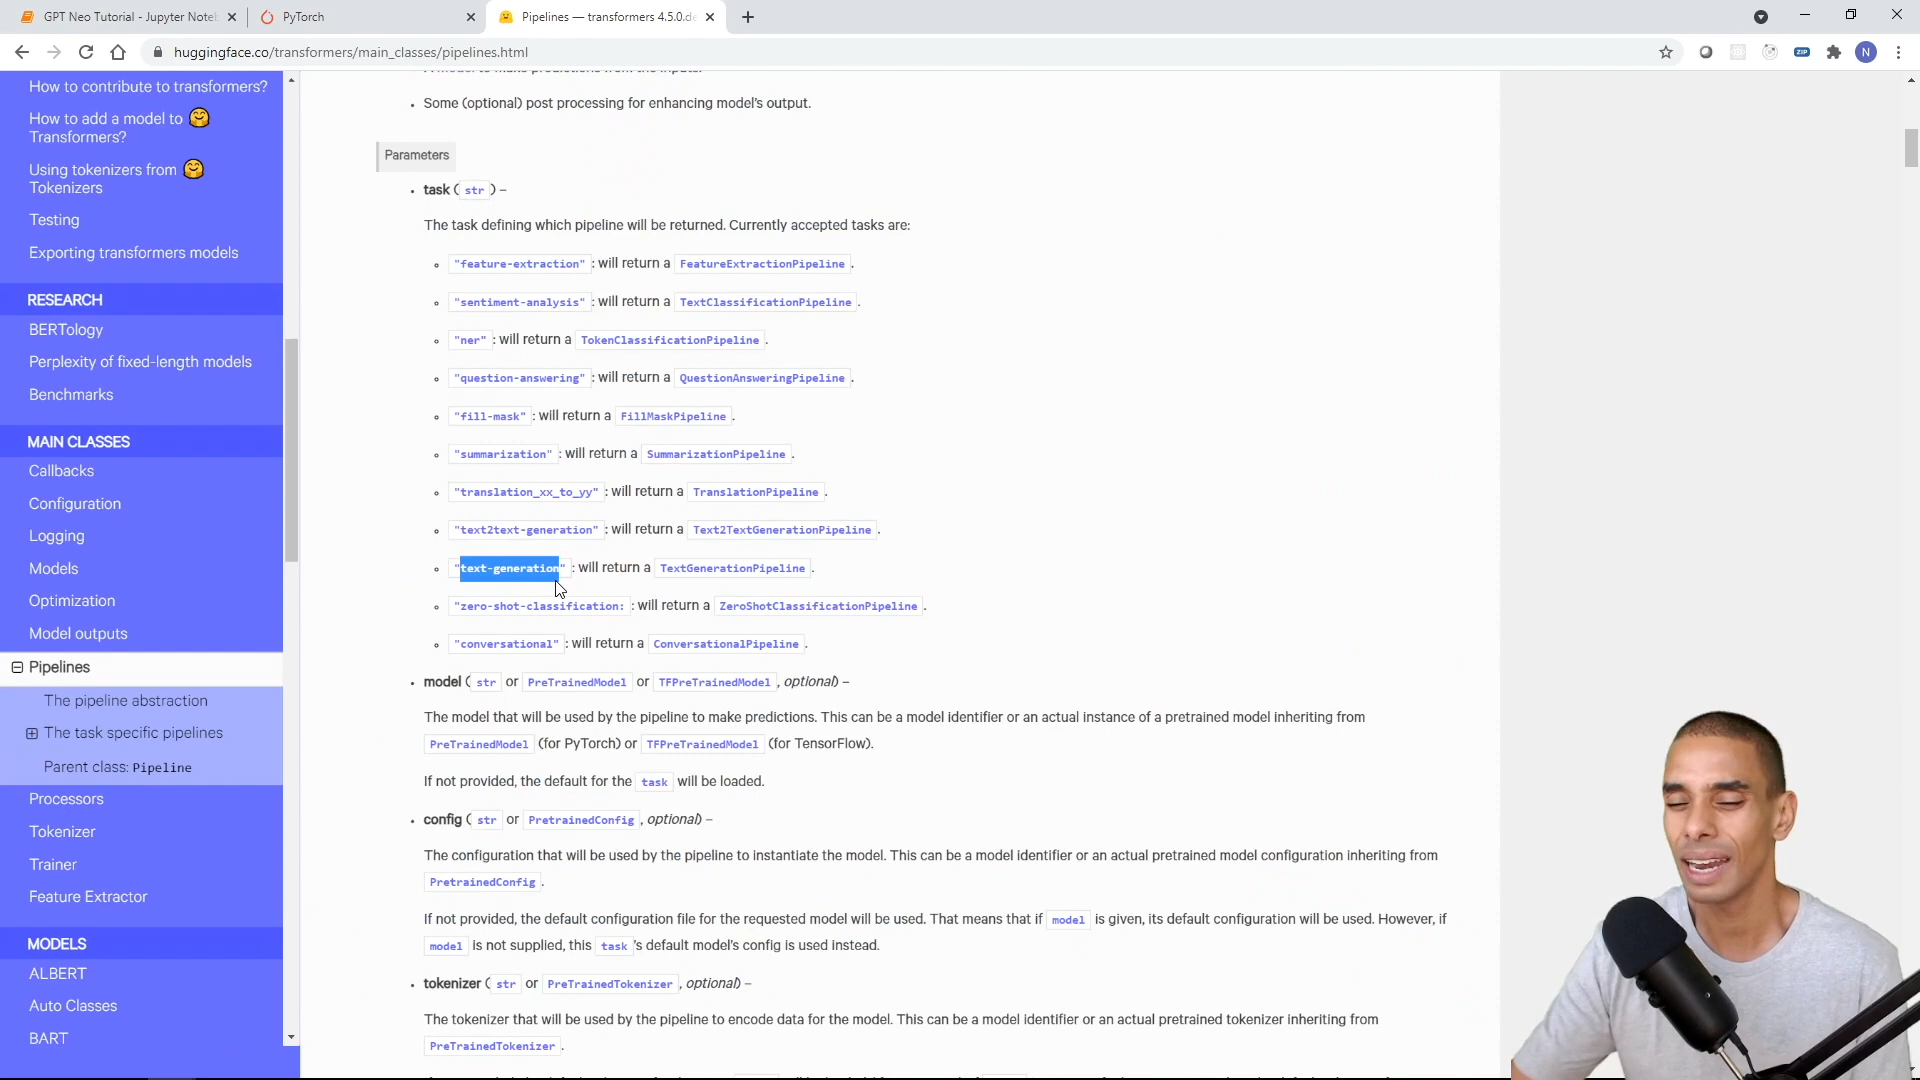 GPT Neo Tutorial - Jupyter Note
PyTorch
Pipelines — transformers 4.5.0.de
huggingface.co/transformers/main_classes/pipelines.html
ZIP
N
How to contribute to transformers?
How to add a model to 🤗
Transformers?
Using tokenizers from 🤗
Tokenizers
Testing
Exporting transformers models
RESEARCH
BERTology
Perplexity of fixed-length models
Benchmarks
MAIN CLASSES
Callbacks
Configuration
Logging
Models
Optimization
Model outputs
Pipelines
The pipeline abstraction
The task specific pipelines
Parent class: Pipeline
Processors
Tokenizer
Trainer
Feature Extractor
MODELS
ALBERT
Auto Classes
BART
A model to make predictions from the inputs.
• Some (optional) post processing for enhancing model's output.
Parameters
• task (str) –
The task defining which pipeline will be returned. Currently accepted tasks are:
"feature-extraction" : will return a FeatureExtractionPipeline .
"sentiment-analysis" : will return a TextClassificationPipeline .
"ner" : will return a TokenClassificationPipeline .
"question-answering" : will return a QuestionAnsweringPipeline .
"fill-mask" : will return a FillMaskPipeline .
"summarization" : will return a SummarizationPipeline .
"translation_xx_to_yy" : will return a TranslationPipeline .
"text2text-generation" : will return a Text2TextGenerationPipeline .
"text-generation" : will return a TextGenerationPipeline .
"zero-shot-classification: : will return a ZeroShotClassificationPipeline .
"conversational" : will return a ConversationalPipeline .
• model (str or PreTrainedModel or TFPreTrainedModel , optional) –
The model that will be used by the pipeline to make predictions. This can be a model identifier or an actual instance of a pretrained model inheriting from
PreTrainedModel (for PyTorch) or TFPreTrainedModel (for TensorFlow).
If not provided, the default for the task will be loaded.
• config (str or PretrainedConfig , optional) –
The configuration that will be used by the pipeline to instantiate the model. This can be a model identifier or an actual pretrained model configuration inheriting from
PretrainedConfig .
If not provided, the default configuration file for the requested model will be used. That means that if model is given, its default configuration will be used. However, if
model is not supplied, this task 's default model's config is used instead.
• tokenizer (str or PreTrainedTokenizer , optional) –
The tokenizer that will be used by the pipeline to encode data for the model. This can be a model identifier or an actual pretrained tokenizer inheriting from
PreTrainedTokenizer .